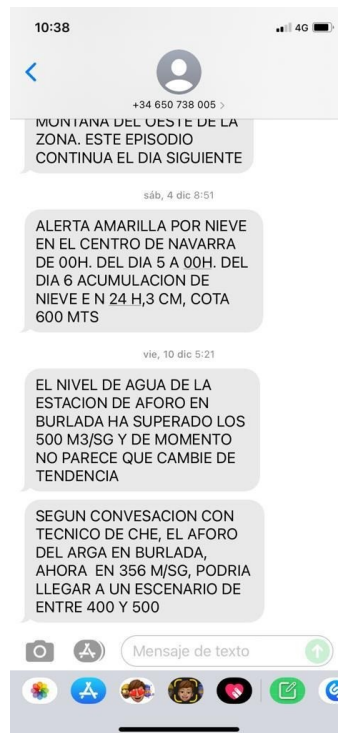 10:38
4G
+34 650 738 005 >
MONTAÑA DEL OESTE DE LA
ZONA. ESTE EPISODIO
CONTINUA EL DIA SIGUIENTE
sáb, 4 dic 8:51
ALERTA AMARILLA POR NIEVE
EN EL CENTRO DE NAVARRA
DE 00H. DEL DIA 5 A 00H. DEL
DIA 6 ACUMULACION DE
NIEVE E N 24 H,3 CM, COTA
600 MTS
vie, 10 dic 5:21
EL NIVEL DE AGUA DE LA
ESTACION DE AFORO EN
BURLADA HA SUPERADO LOS
500 M3/SG Y DE MOMENTO
NO PARECE QUE CAMBIE DE
TENDENCIA
SEGUN CONVESACION CON
TECNICO DE CHE, EL AFORO
DEL ARGA EN BURLADA,
AHORA  EN 356 M/SG, PODRIA
LLEGAR A UN ESCENARIO DE
ENTRE 400 Y 500
Mensaje de texto